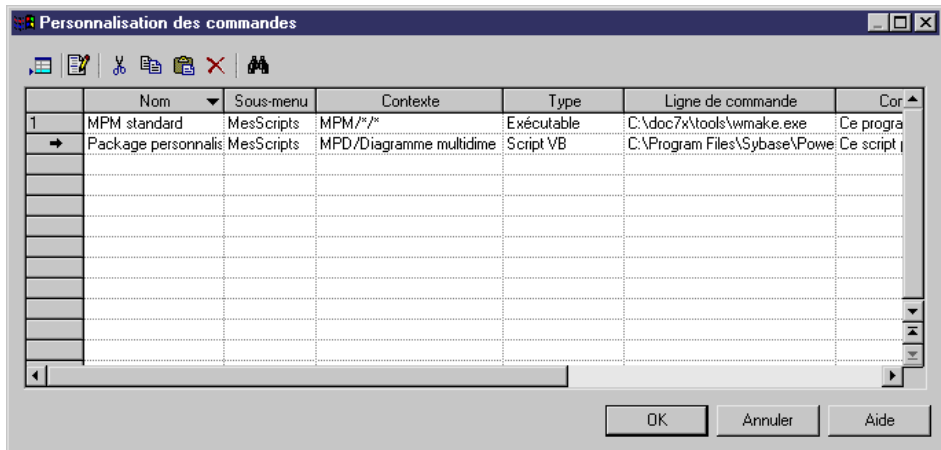 Personnalisation des commandes
Nom Sous-menu Contexte Type Ligne de commande Cor
1 MPM standard MesScripts MPM/*/* Exécutable C:\doc7x\tools\wmake.exe Ce progra
Package personnalis MesScripts MPD/Diagramme multidime Script VB C:\Program Files\Sybase\Powe Ce script p
OK Annuler Aide